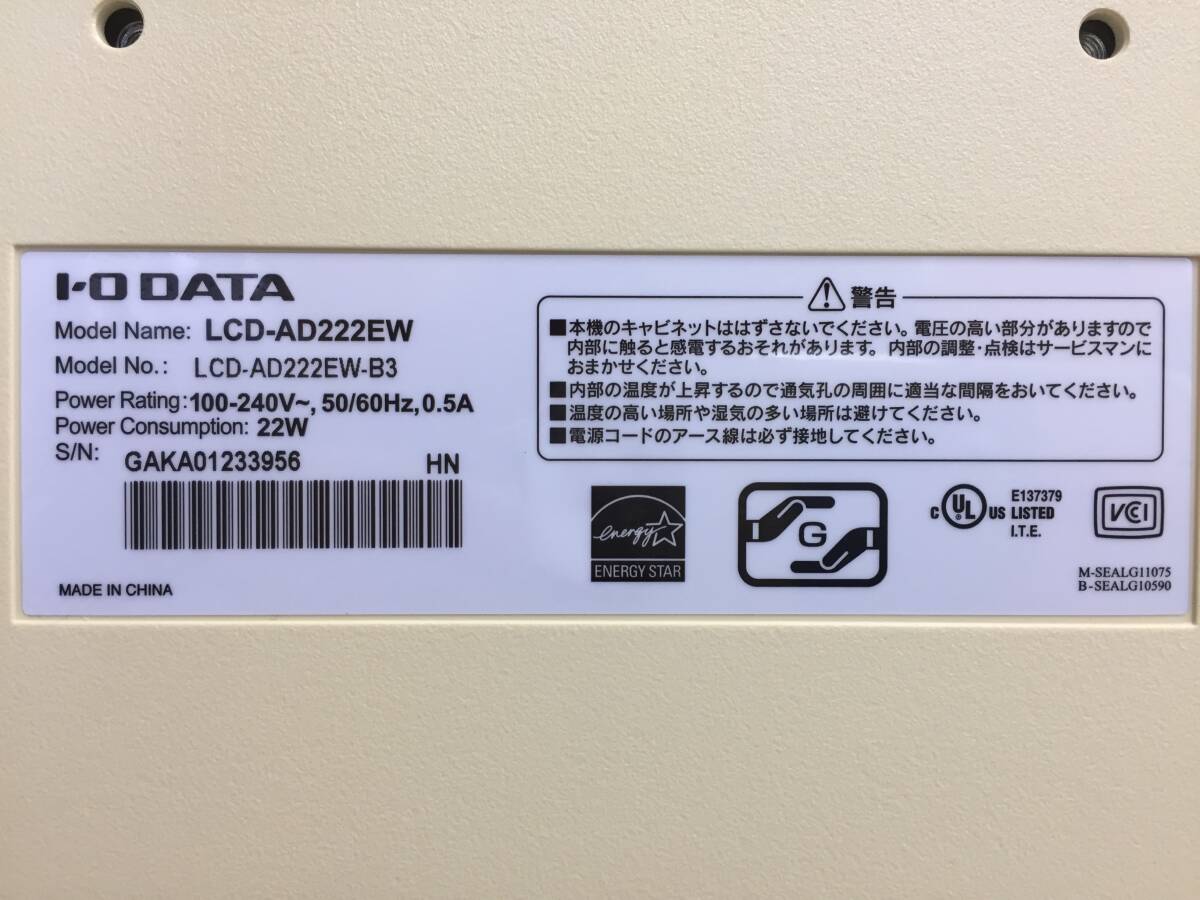 I-O DATA
Model Name: LCD-AD222EW
Model No.: LCD-AD222EW-B3
Power Rating:100-240V~, 50/60Hz, 0.5A
Power Consumption: 22W
S/N: GAKA01233956 HN
MADE IN CHINA
警告
■本機のキャビネットははずさないでください。電圧の高い部分がありますので
内部に触ると感電するおそれがあります。内部の調整・点検はサービスマンに
おまかせください。
■内部の温度が上昇するので通気孔の周囲に適当な間隔をおいてください。
■温度の高い場所や湿気の多い場所は避けてください。
■電源コードのアース線は必ず接地してください。
energy
ENERGY STAR
G
c UL US LISTED
E137379
I.T.E.
VCI
M-SEALG11075
B-SEALG10590